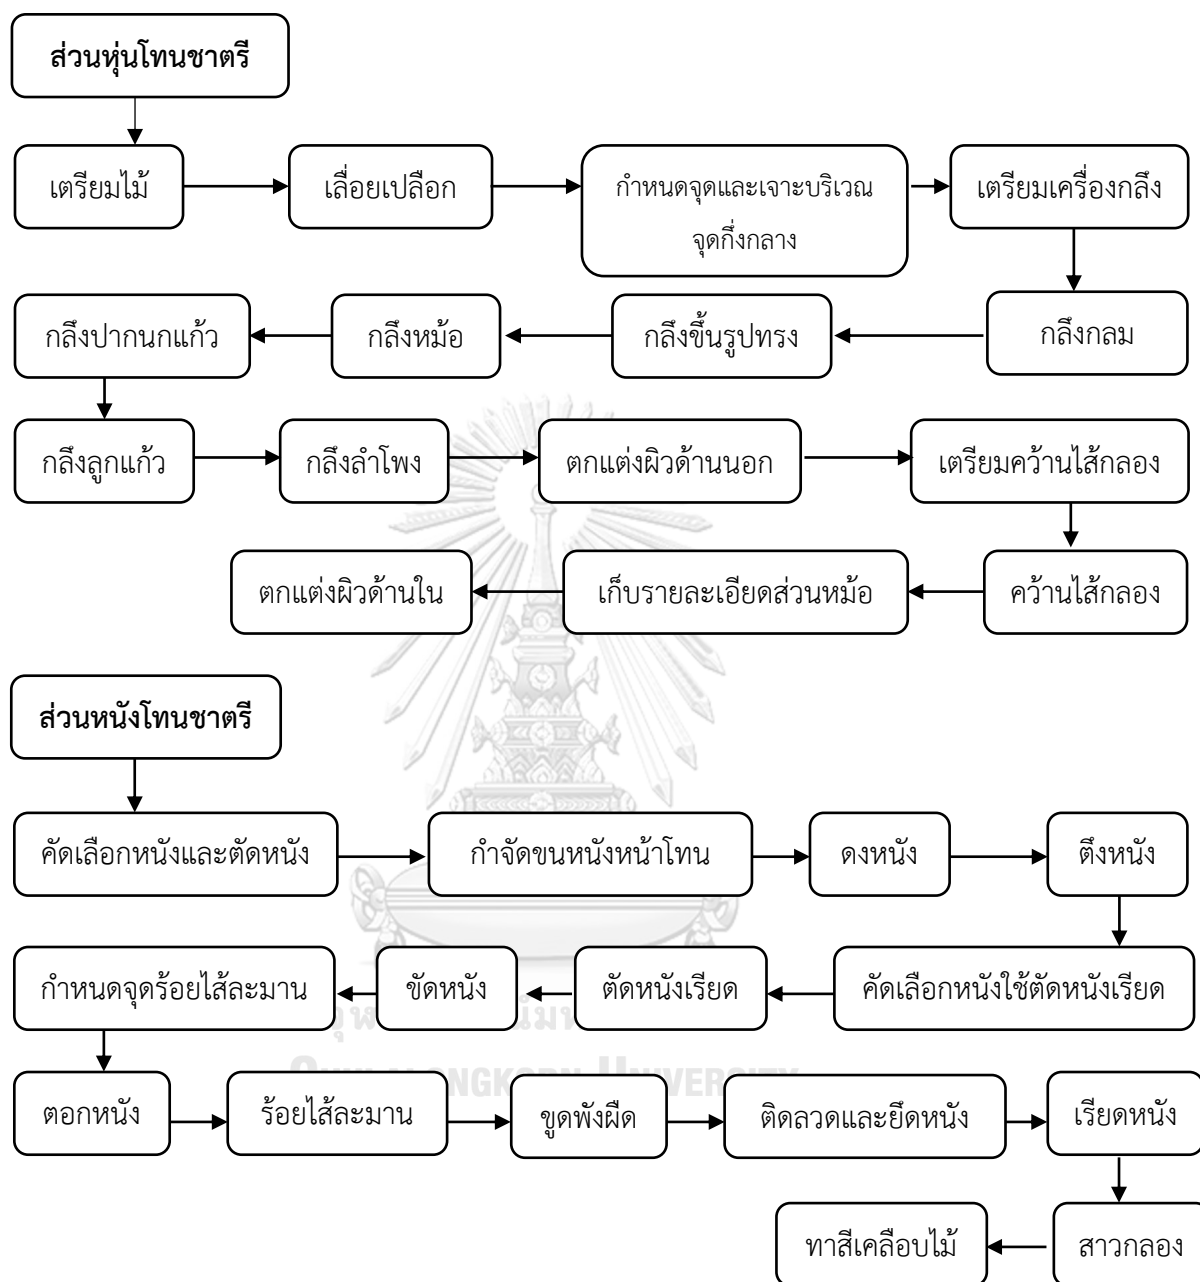 ส่วนหุ่นโทนชาตรี
เตรียมไม้
เลื่อยเปลือก
กำหนดจุดและเจาะบริเวณ
จุดกึ่งกลาง
เตรียมเครื่องกลึง
กลึงกลม
กลึงขึ้นรูปทรง
กลึงหม้อ
กลึงปากนกแก้ว
กลึงลูกแก้ว
กลึงลำโพง
ตกแต่งผิวด้านนอก
เตรียมคว้านไส้กลอง
คว้านไส้กลอง
เก็บรายละเอียดส่วนหม้อ
ตกแต่งผิวด้านใน
ส่วนหนังโทนชาตรี
คัดเลือกหนังและตัดหนัง
กำจัดขนหนังหน้าโทน
ดงหนัง
ตึงหนัง
คัดเลือกหนังใช้ตัดหนังเรียด
ตัดหนังเรียด
ขัดหนัง
กำหนดจุดร้อยไส้ละมาน
ตอกหนัง
ร้อยไส้ละมาน
ขูดพังผืด
ติดลวดและยึดหนัง
เรียดหนัง
สาวกลอง
ทาสีเคลือบไม้